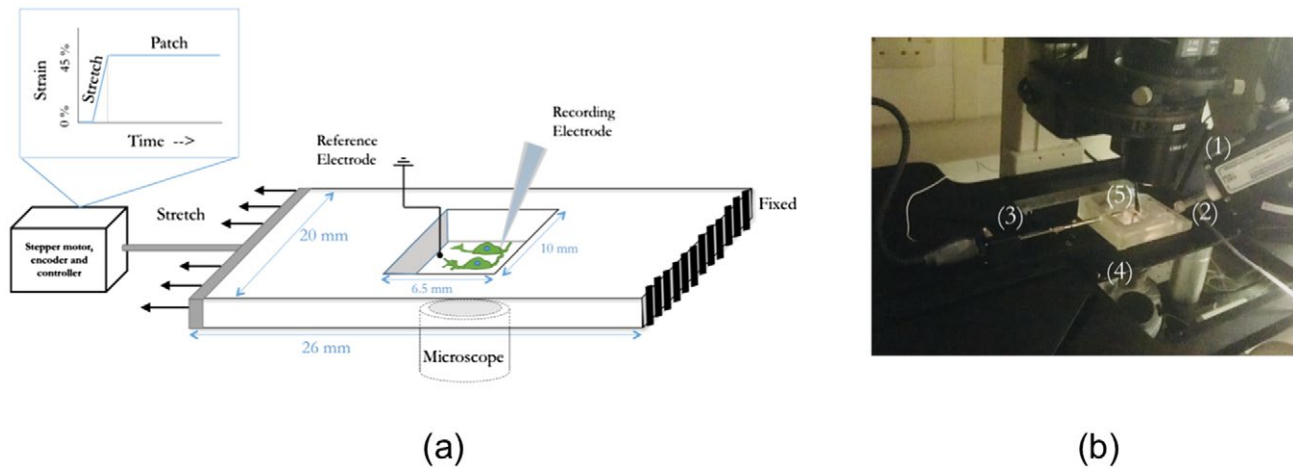 45 %
Strain
0 %
Stretch
Patch
Time -->
Recording
Electrode
Reference
Electrode
Stretch
Fixed
Stepper motor,
encoder and
controller
20 mm
10 mm
6.5 mm
26 mm
Microscope
(1)
(5)
(3)
(2)
(4)
(a)
(b)